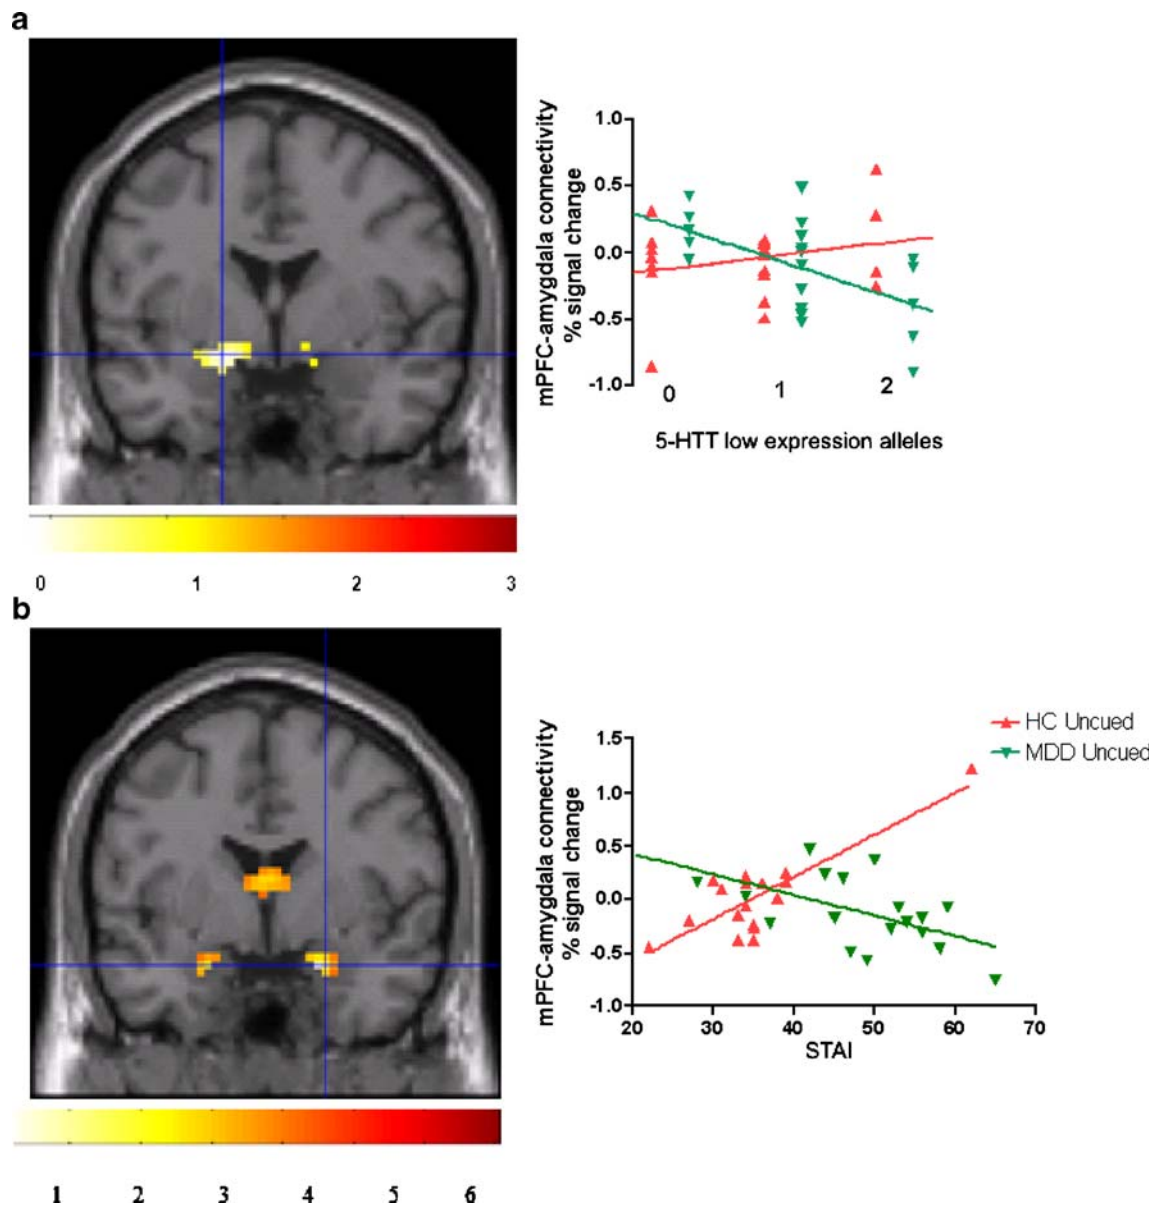 a
mPFC-amygdala connectivity
% signal change
1.0
0.5
0.0
-0.5
-1.0
0 1 2
5-HTT low expression alleles
0 1 2 3
b
mPFC-amygdala connectivity
% signal change
HC Uncued
MDD Uncued
1.5
1.0
0.5
0.0
-0.5
-1.0
20 30 40 50 60 70
STAI
1 2 3 4 5 6